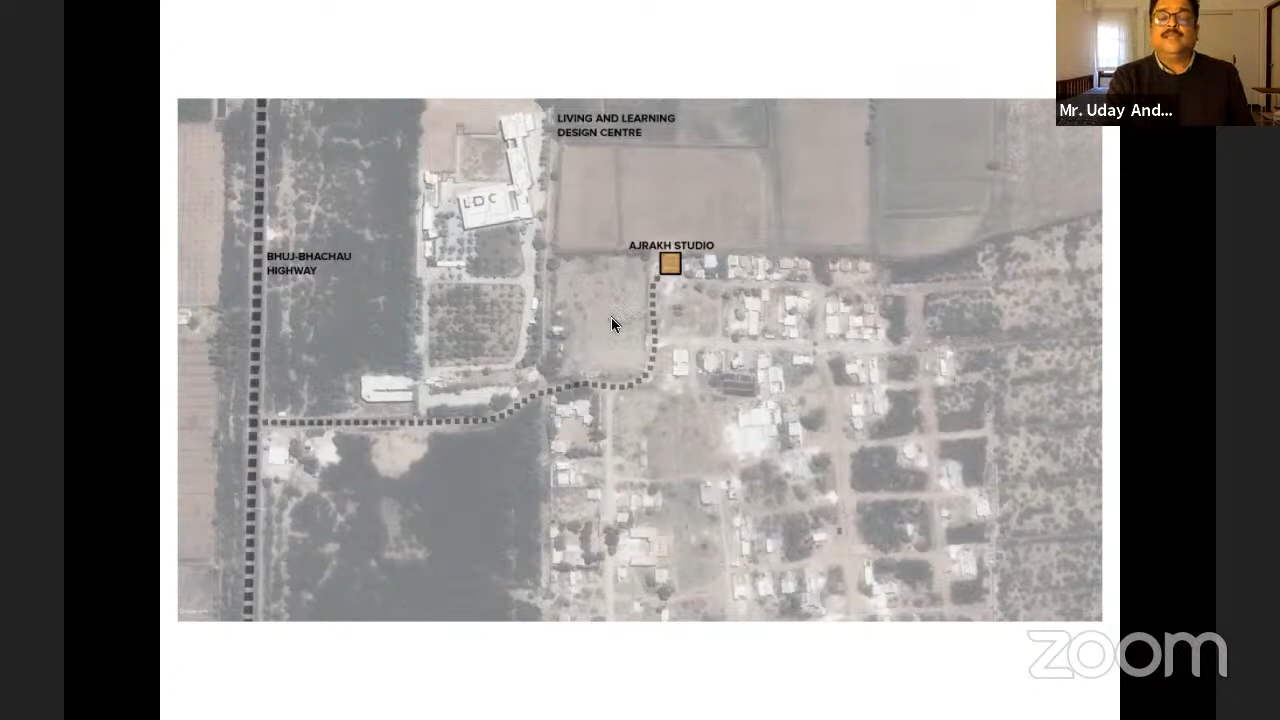 Mr. Uday And...
LIVING AND LEARNING
DESIGN CENTRE
LDC
AJRAKH STUDIO
BHUJ-BHACHAU
HIGHWAY
zoom